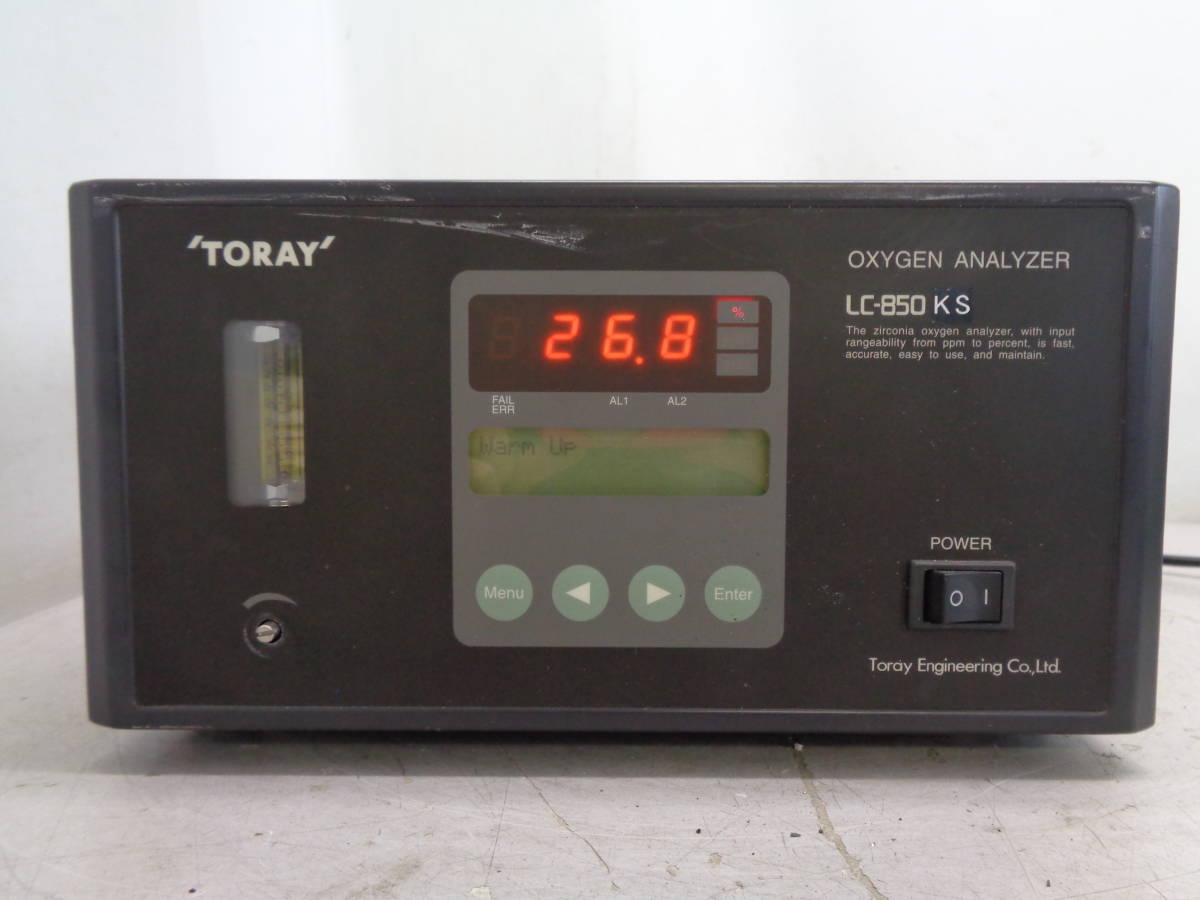 'TORAY'
OXYGEN ANALYZER
LC-850 KS
The zirconia oxygen analyzer, with input
rangeability from ppm to percent, is fast,
accurate, easy to use, and maintain.
26.8
%
FAIL
ERR
AL1
AL2
Warm Up
Menu
Enter
POWER
O I
Toray Engineering Co.,Ltd.